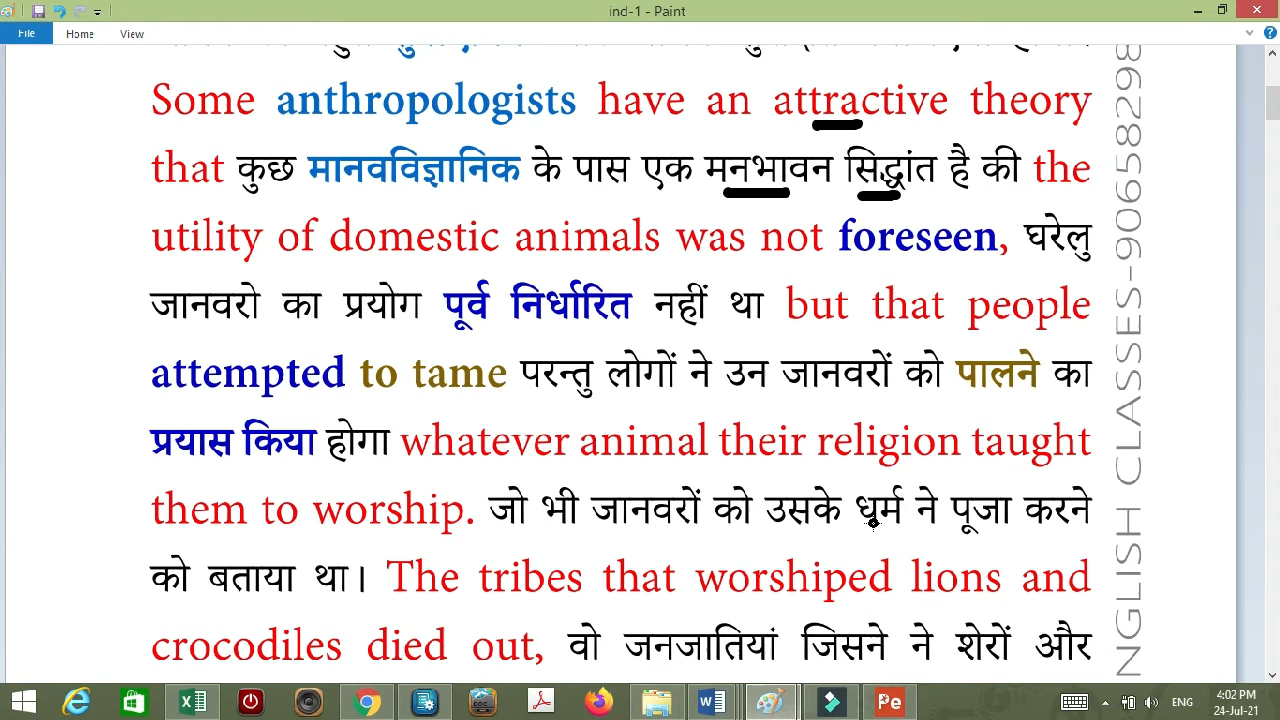 ind-1 - Paint
File Home View
Some anthropologists have an attractive theory
that कुछ मानवविज्ञानिक के पास एक मनभावन सिद्धांत है की the
utility of domestic animals was not foreseen, घरेलु
जानवरो का प्रयोग पूर्व निर्धारित नहीं था but that people
attempted to tame परन्तु लोगों ने उन जानवरों को पालने का
प्रयास किया होगा whatever animal their religion taught
them to worship. जो भी जानवरों को उसके धर्म ने पूजा करने
को बताया था। The tribes that worshiped lions and
crocodiles died out, वो जनजातियां जिसने ने शेरों और
NGLISH CLASSES-90658298
ENG
4:02 PM
24-Jul-21